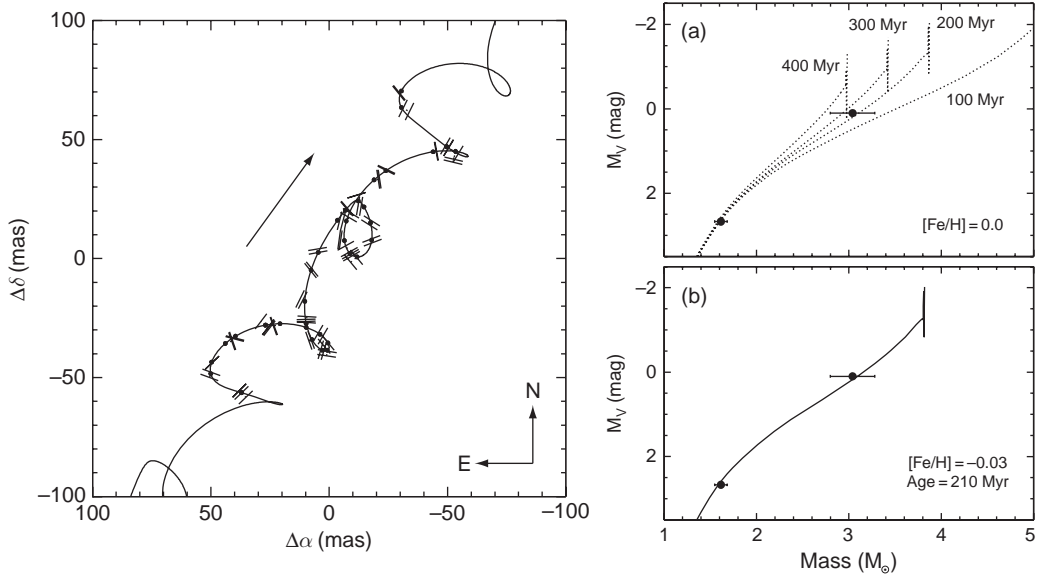 100
50
0
−50
−100
Δδ (mas)
100
50
0
−50
−100
Δα (mas)
N
E
(a)
300 Myr
200 Myr
400 Myr
100 Myr
−2
0
2
M_V (mag)
[Fe/H] = 0.0
(b)
−2
0
2
M_V (mag)
[Fe/H] = −0.03
Age = 210 Myr
1
2
3
4
5
Mass (M☉)